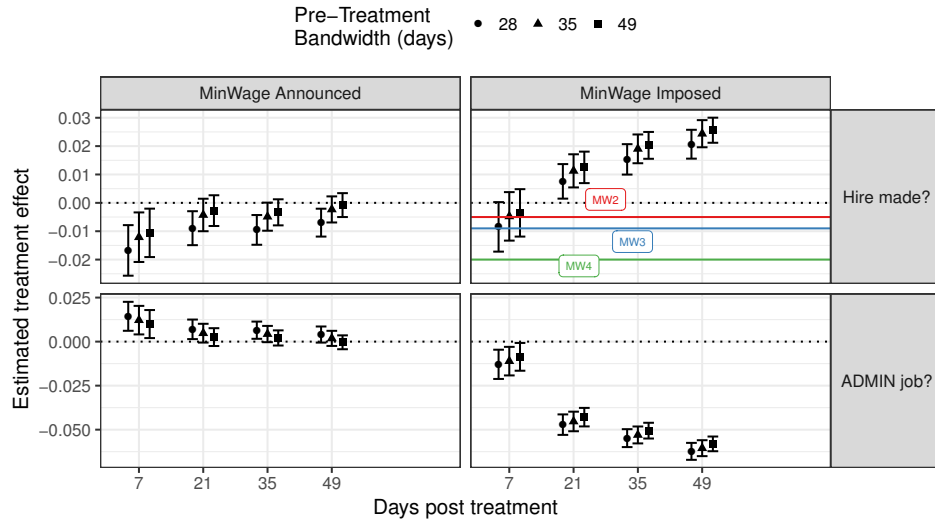 Pre−Treatment
Bandwidth (days) 28 35 49
MinWage Announced MinWage Imposed
Estimated treatment effect
0.03
0.02
0.01
0.00
−0.01
−0.02
MW2
MW3
MW4
Hire made?
0.025
0.000
−0.025
−0.050
ADMIN job?
7 21 35 49 7 21 35 49
Days post treatment